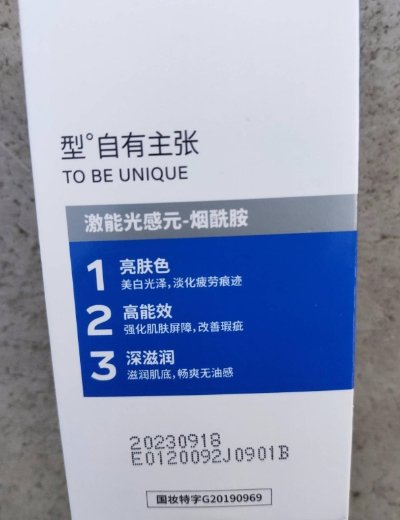 型°自有主张
TO BE UNIQUE
激能光感元-烟酰胺
1 亮肤色
美白光泽,淡化疲劳痕迹
2 高能效
强化肌肤屏障,改善瑕疵
3 深滋润
滋润肌底,畅爽无油感
20230918
E0120092J0901B
国妆特字G20190969